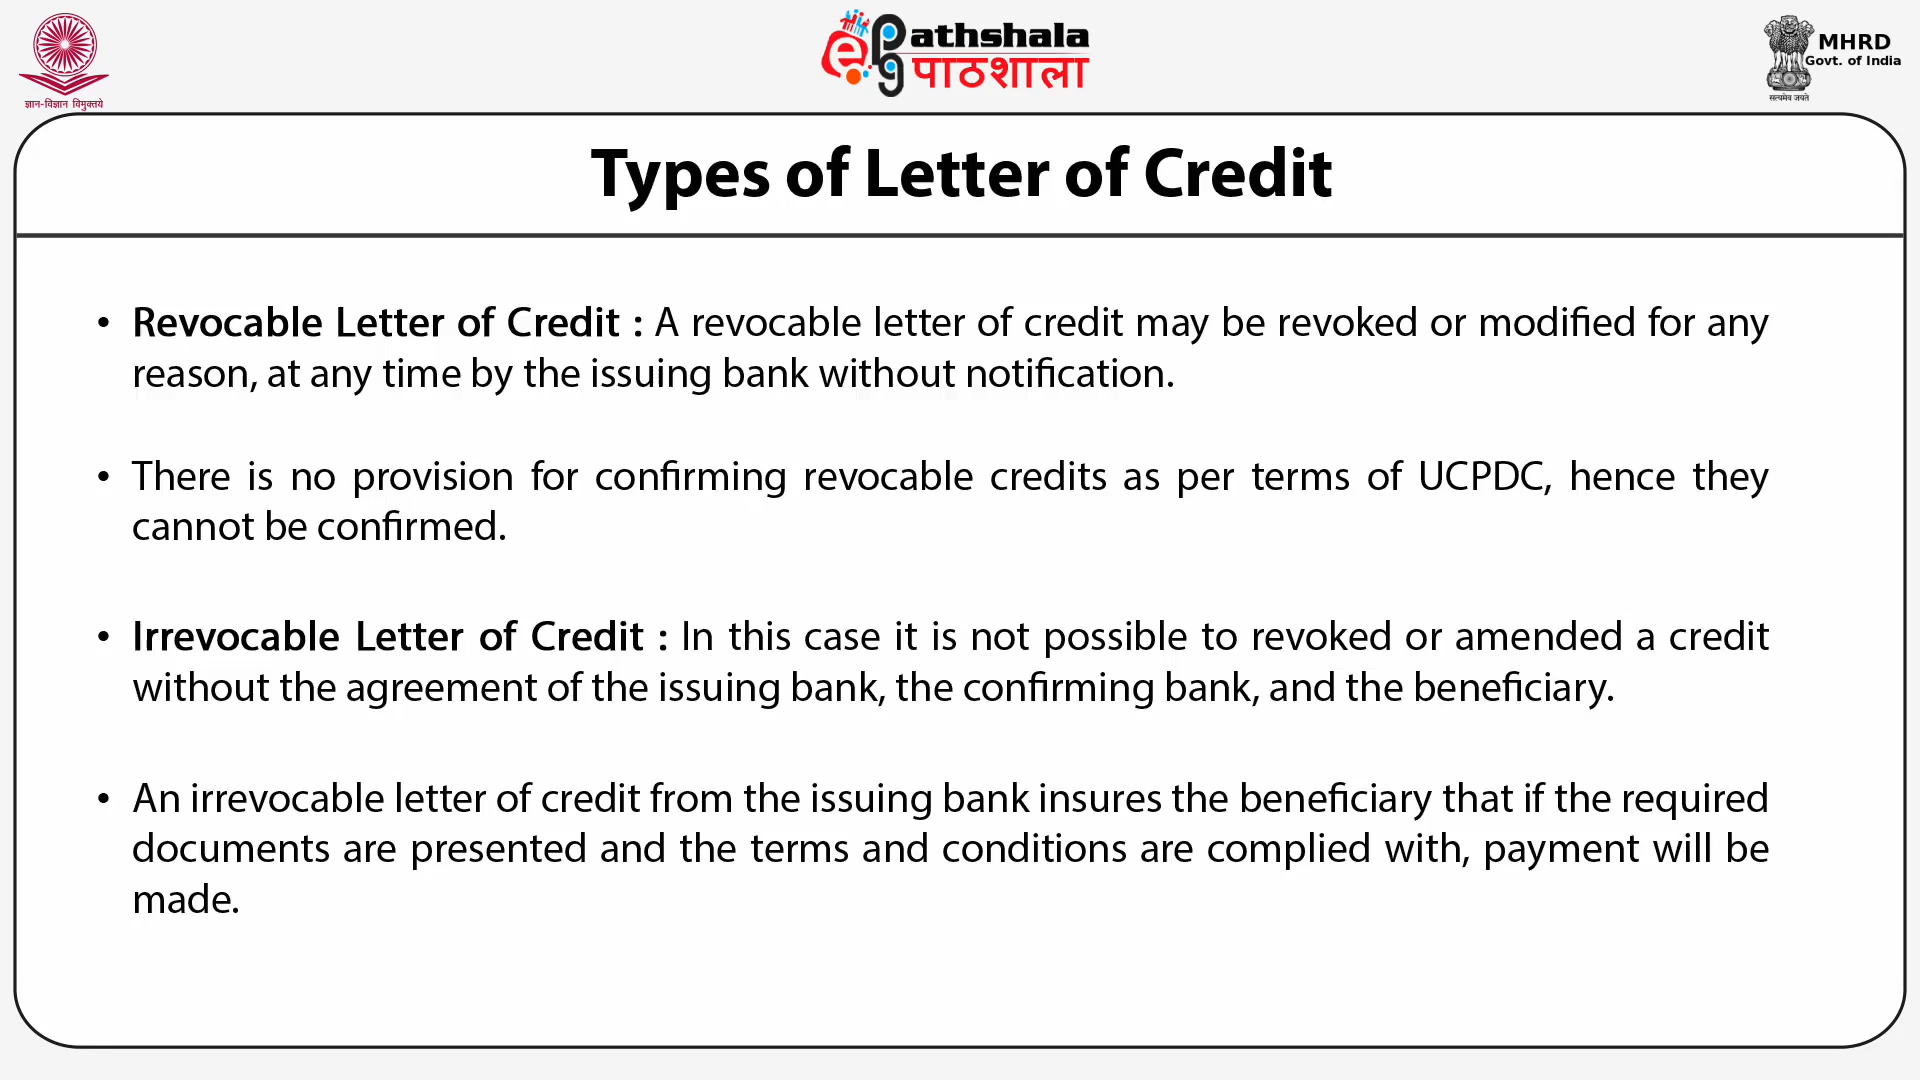 ज्ञान-विज्ञान विमुक्तये
ePathshala
पाठशाला
MHRD
Govt. of India
सत्यमेव जयते
Types of Letter of Credit
• Revocable Letter of Credit : A revocable letter of credit may be revoked or modified for any
reason, at any time by the issuing bank without notification.
• There is no provision for confirming revocable credits as per terms of UCPDC, hence they
cannot be confirmed.
• Irrevocable Letter of Credit : In this case it is not possible to revoked or amended a credit
without the agreement of the issuing bank, the confirming bank, and the beneficiary.
• An irrevocable letter of credit from the issuing bank insures the beneficiary that if the required
documents are presented and the terms and conditions are complied with, payment will be
made.